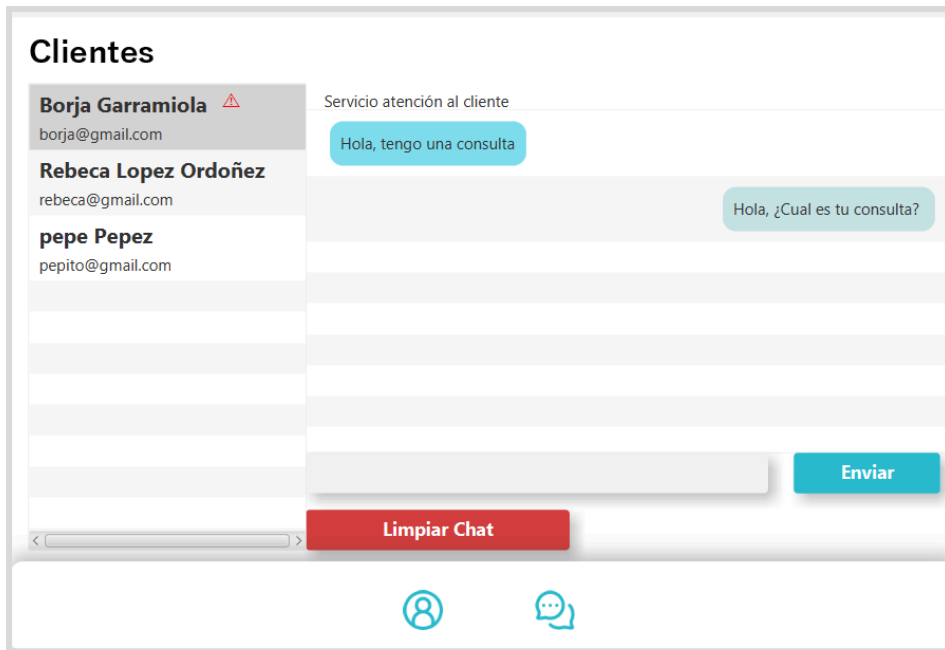 Clientes
Borja Garramiola
borja@gmail.com
Rebeca Lopez Ordoñez
rebeca@gmail.com
pepe Pepez
pepito@gmail.com
Servicio atención al cliente
Hola, tengo una consulta
Hola, ¿Cual es tu consulta?
Enviar
Limpiar Chat